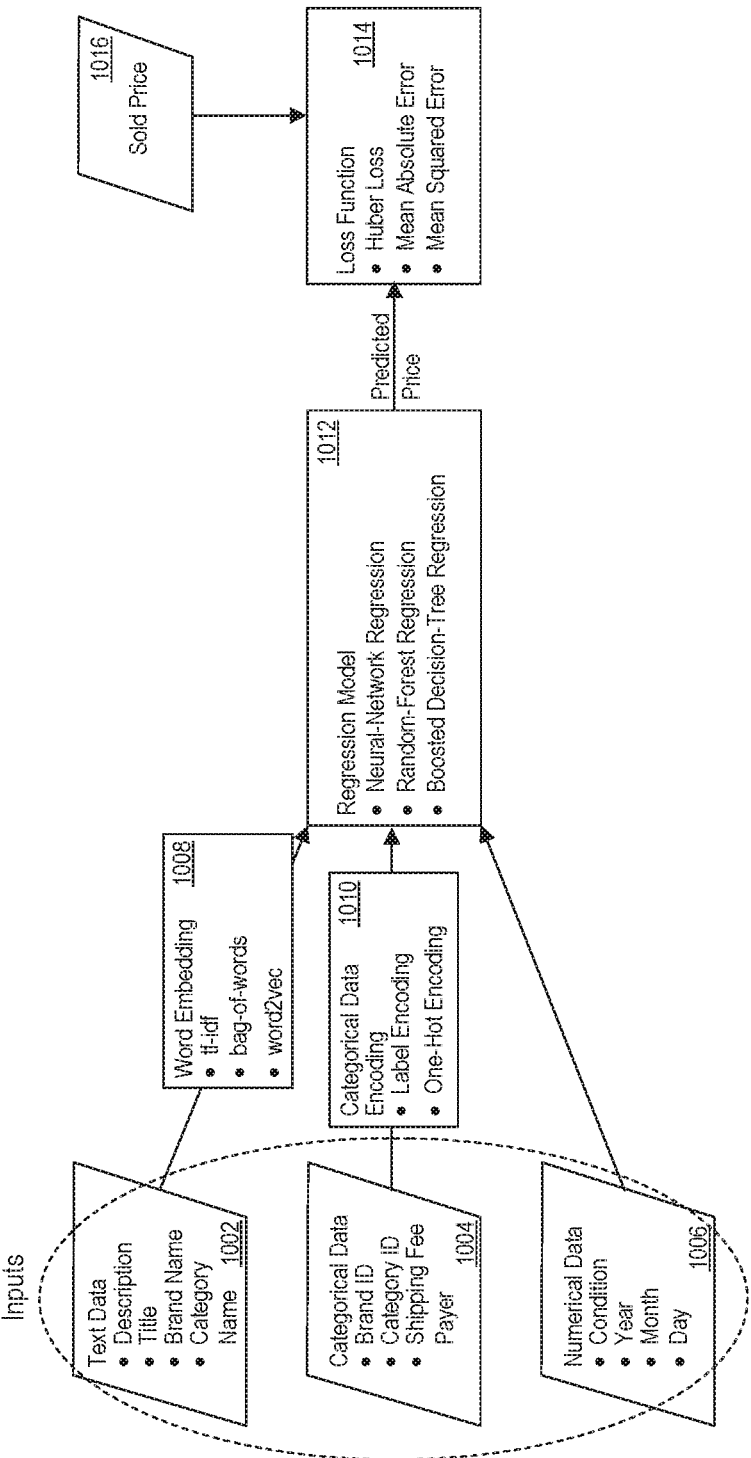 Inputs
Text Data
• Description
• Title
• Brand Name
• Category
Name
1002
Categorical Data
• Brand ID
• Category ID
• Shipping Fee
Payer
1004
Numerical Data
• Condition
• Year
• Month
• Day
1006
Word Embedding
1008
• tf-idf
• bag-of-words
• word2vec
Categorical Data
1010
Encoding
• Label Encoding
• One-Hot Encoding
Regression Model
1012
• Neural-Network Regression
• Random-Forest Regression
• Boosted Decision-Tree Regression
Predicted
Price
Loss Function
1014
• Huber Loss
• Mean Absolute Error
• Mean Squared Error
1016
Sold Price